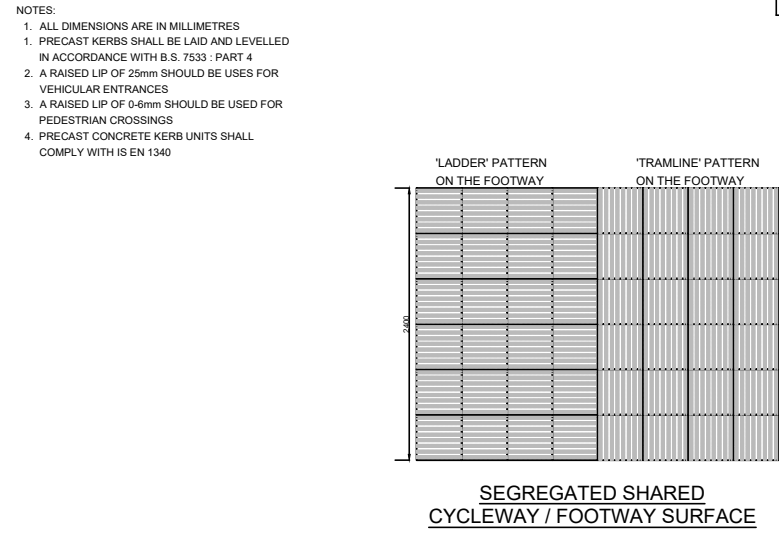 NOTES:
1. ALL DIMENSIONS ARE IN MILLIMETRES
1. PRECAST KERBS SHALL BE LAID AND LEVELLED
IN ACCORDANCE WITH B.S. 7533 : PART 4
2. A RAISED LIP OF 25mm SHOULD BE USES FOR
VEHICULAR ENTRANCES
3. A RAISED LIP OF 0-6mm SHOULD BE USED FOR
PEDESTRIAN CROSSINGS
4. PRECAST CONCRETE KERB UNITS SHALL
COMPLY WITH IS EN 1340
'LADDER' PATTERN
ON THE FOOTWAY
'TRAMLINE' PATTERN
ON THE FOOTWAY
2400
SEGREGATED SHARED
CYCLEWAY / FOOTWAY SURFACE